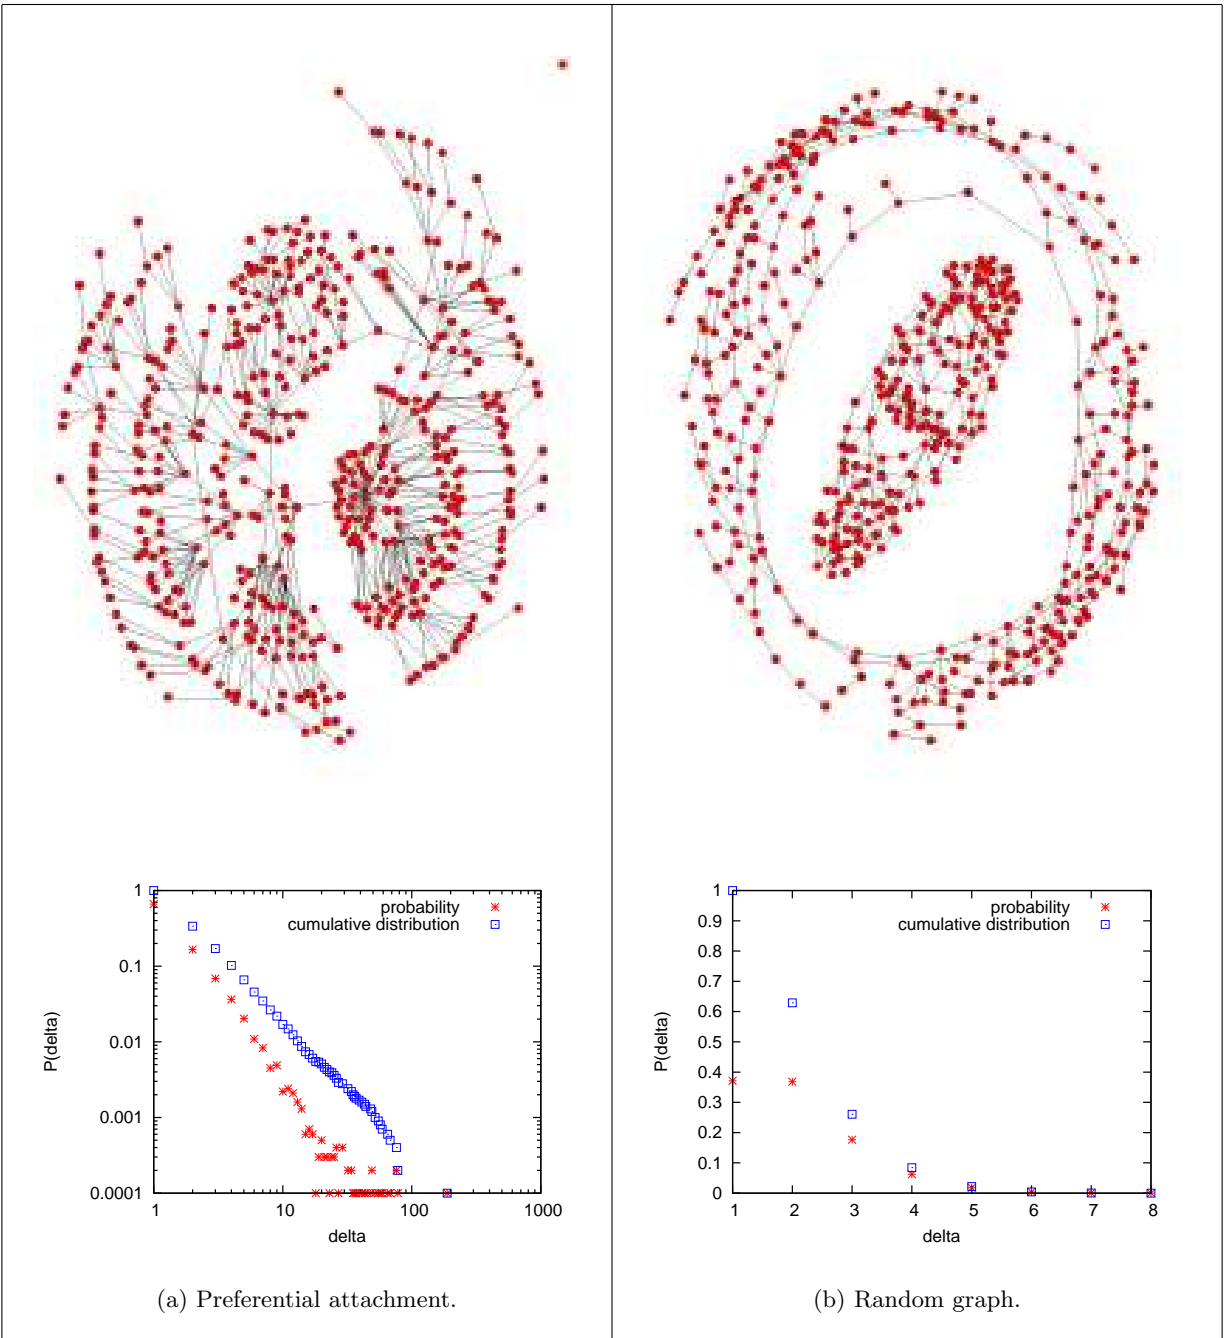 1
0.1
0.01
0.001
0.0001
P(delta)
probability
cumulative distribution
1 10 100 1000
delta
(a) Preferential attachment.
1
0.9
0.8
0.7
0.6
0.5
0.4
0.3
0.2
0.1
0
P(delta)
probability
cumulative distribution
1 2 3 4 5 6 7 8
delta
(b) Random graph.